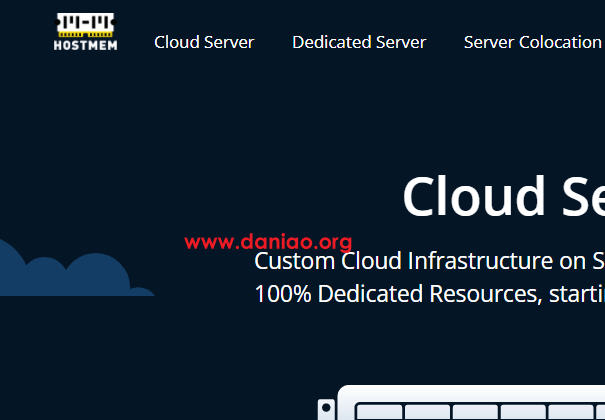 HOSTMEM
Cloud Server Dedicated Server Server Colocation
Cloud Se
www.daniao.org
Custom Cloud Infrastructure on S
100% Dedicated Resources, starti